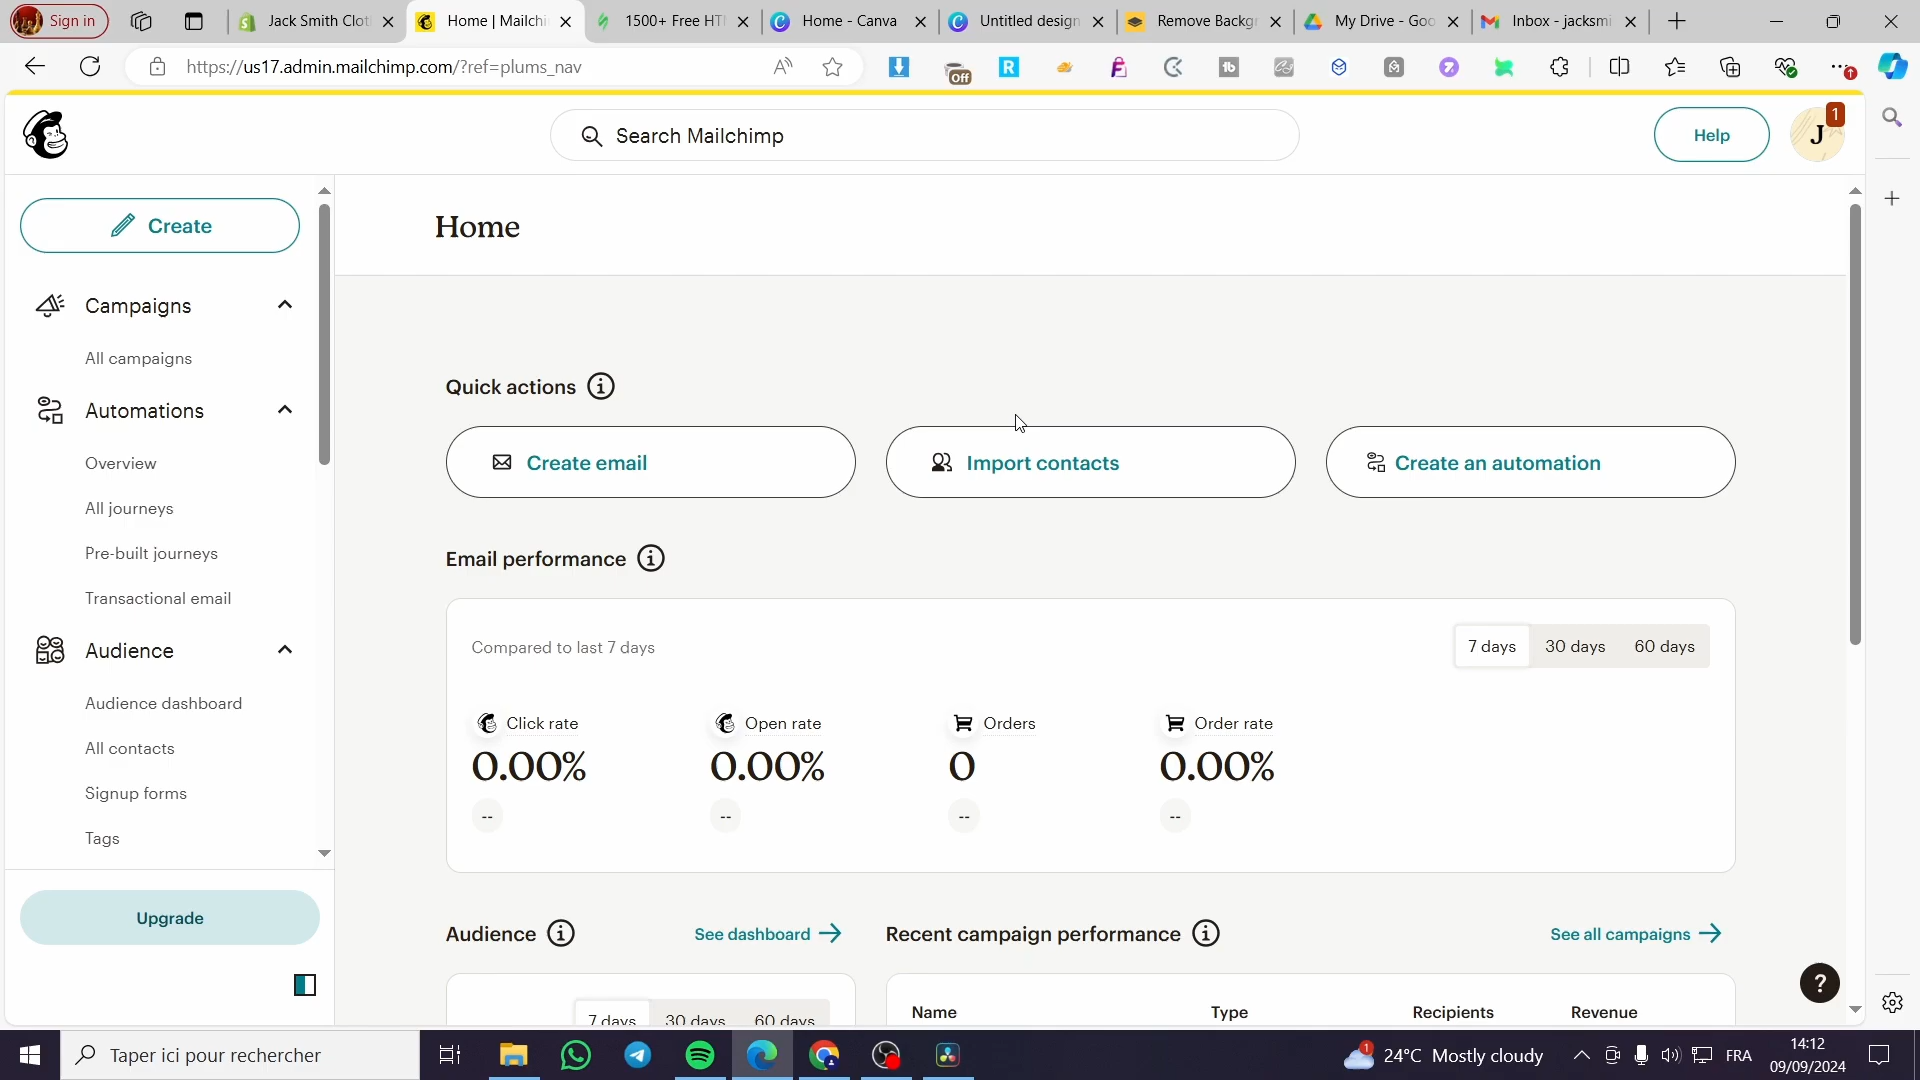 Sign in
Jack Smith Clot
Home | Mailchi
1500+ Free HT
Home - Canva
Untitled design
Remove Backgr
My Drive - Goo
Inbox - jacksmi
https://us17.admin.mailchimp.com/?ref=plums_nav
Off
Search Mailchimp
Help
J
1
Create
Home
Campaigns
All campaigns
Quick actions
Automations
Create email
Import contacts
Create an automation
Overview
All journeys
Pre-built journeys
Email performance
Transactional email
Audience
Compared to last 7 days
7 days
30 days
60 days
Audience dashboard
Click rate
Open rate
Orders
Order rate
All contacts
0.00%
0.00%
0
0.00%
Signup forms
--
--
--
--
Tags
Upgrade
Audience
See dashboard
Recent campaign performance
See all campaigns
?
7 days
30 days
60 days
Name
Type
Recipients
Revenue
Taper ici pour rechercher
1
24°C Mostly cloudy
FRA
14:12
09/09/2024